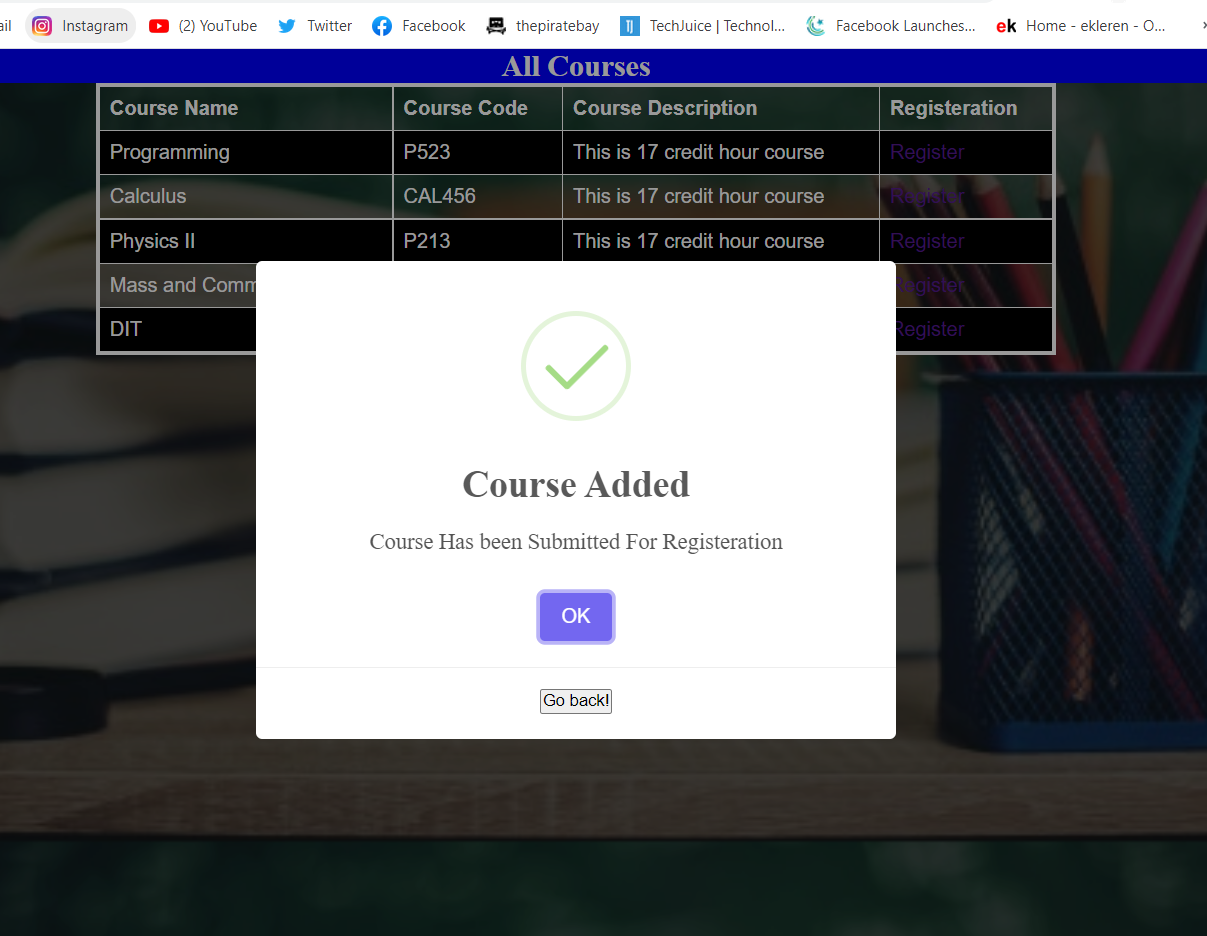 ail Instagram (2) YouTube Twitter Facebook thepiratebay TJ TechJuice | Technol... Facebook Launches... ek Home - ekleren - O...
All Courses
Course Name Course Code Course Description Registeration
Programming P523 This is 17 credit hour course Register
Calculus CAL456 This is 17 credit hour course Register
Physics II P213 This is 17 credit hour course Register
Mass and Comm Register
DIT Register
Course Added
Course Has been Submitted For Registeration
OK
Go back!